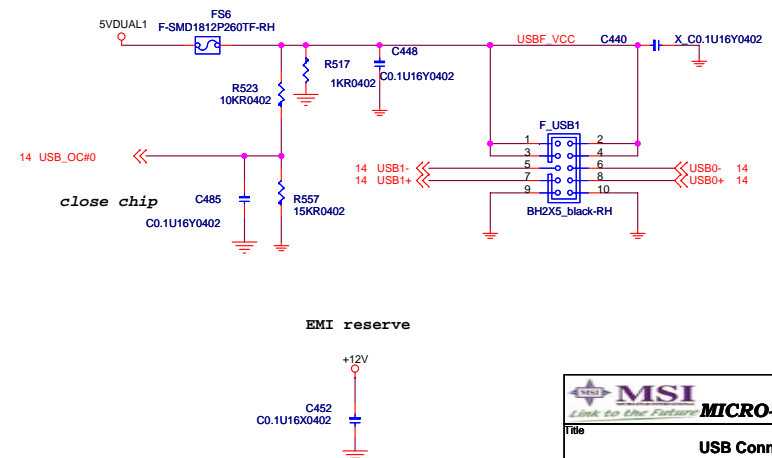 FS6
F-SMD1812P260TF-RH
5VDUAL1
USBF_VCC
C440
X_C0.1U16Y0402
C448
C0.1U16Y0402
R517
1KR0402
R523
10KR0402
F_USB1
1
2
3
4
5
6
7
8
9
10
14 USB_OC#0
14 USB1-
14 USB1+
USB0- 14
USB0+ 14
close chip
C485
C0.1U16Y0402
R557
15KR0402
BH2X5_black-RH
EMI reserve
+12V
C452
C0.1U16X0402
MSI
Link to the Future
MICRO-
Title
USB Conn